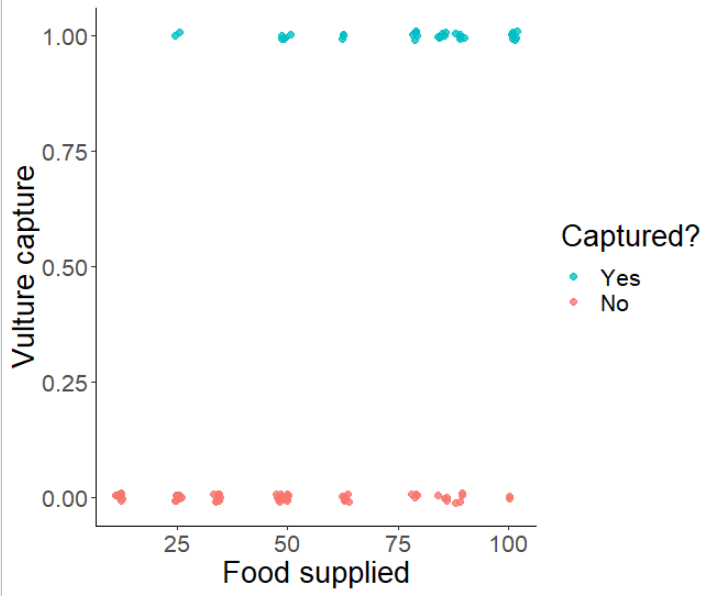 1.00
0.75
0.50
0.25
0.00
Vulture capture
25 50 75 100
Food supplied
Captured?
Yes
No